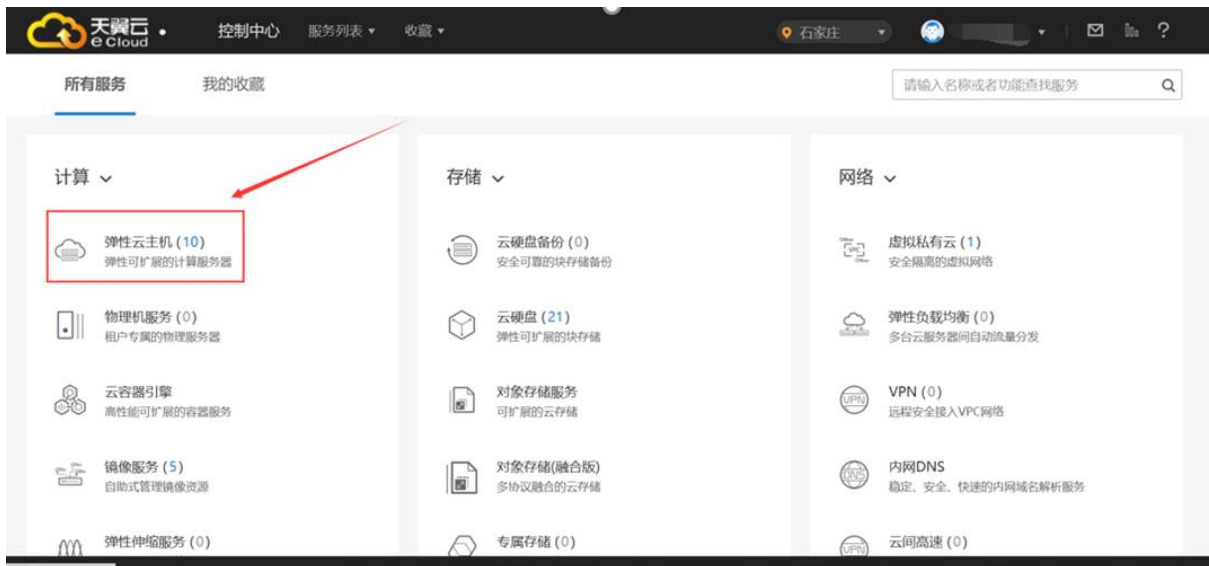 天翼云
e Cloud
控制中心
服务列表
收藏
石家庄
?
所有服务
我的收藏
请输入名称或者功能查找服务
计算
弹性云主机 (10)
弹性可扩展的计算服务器
物理机服务 (0)
租户专属的物理服务器
云容器引擎
高性能可扩展的容器服务
镜像服务 (5)
自助式管理镜像资源
弹性伸缩服务 (0)
存储
云硬盘备份 (0)
安全可靠的块存储备份
云硬盘 (21)
弹性可扩展的块存储
对象存储服务
可扩展的云存储
对象存储(融合版)
多协议融合的云存储
专属存储 (0)
网络
VPC
虚拟私有云 (1)
安全隔离的虚拟网络
弹性负载均衡 (0)
多台云服务器间自动流量分发
VPN
VPN (0)
远程安全接入VPC网络
DNS
内网DNS
稳定、安全、快速的内网域名解析服务
VPN
云间高速 (0)